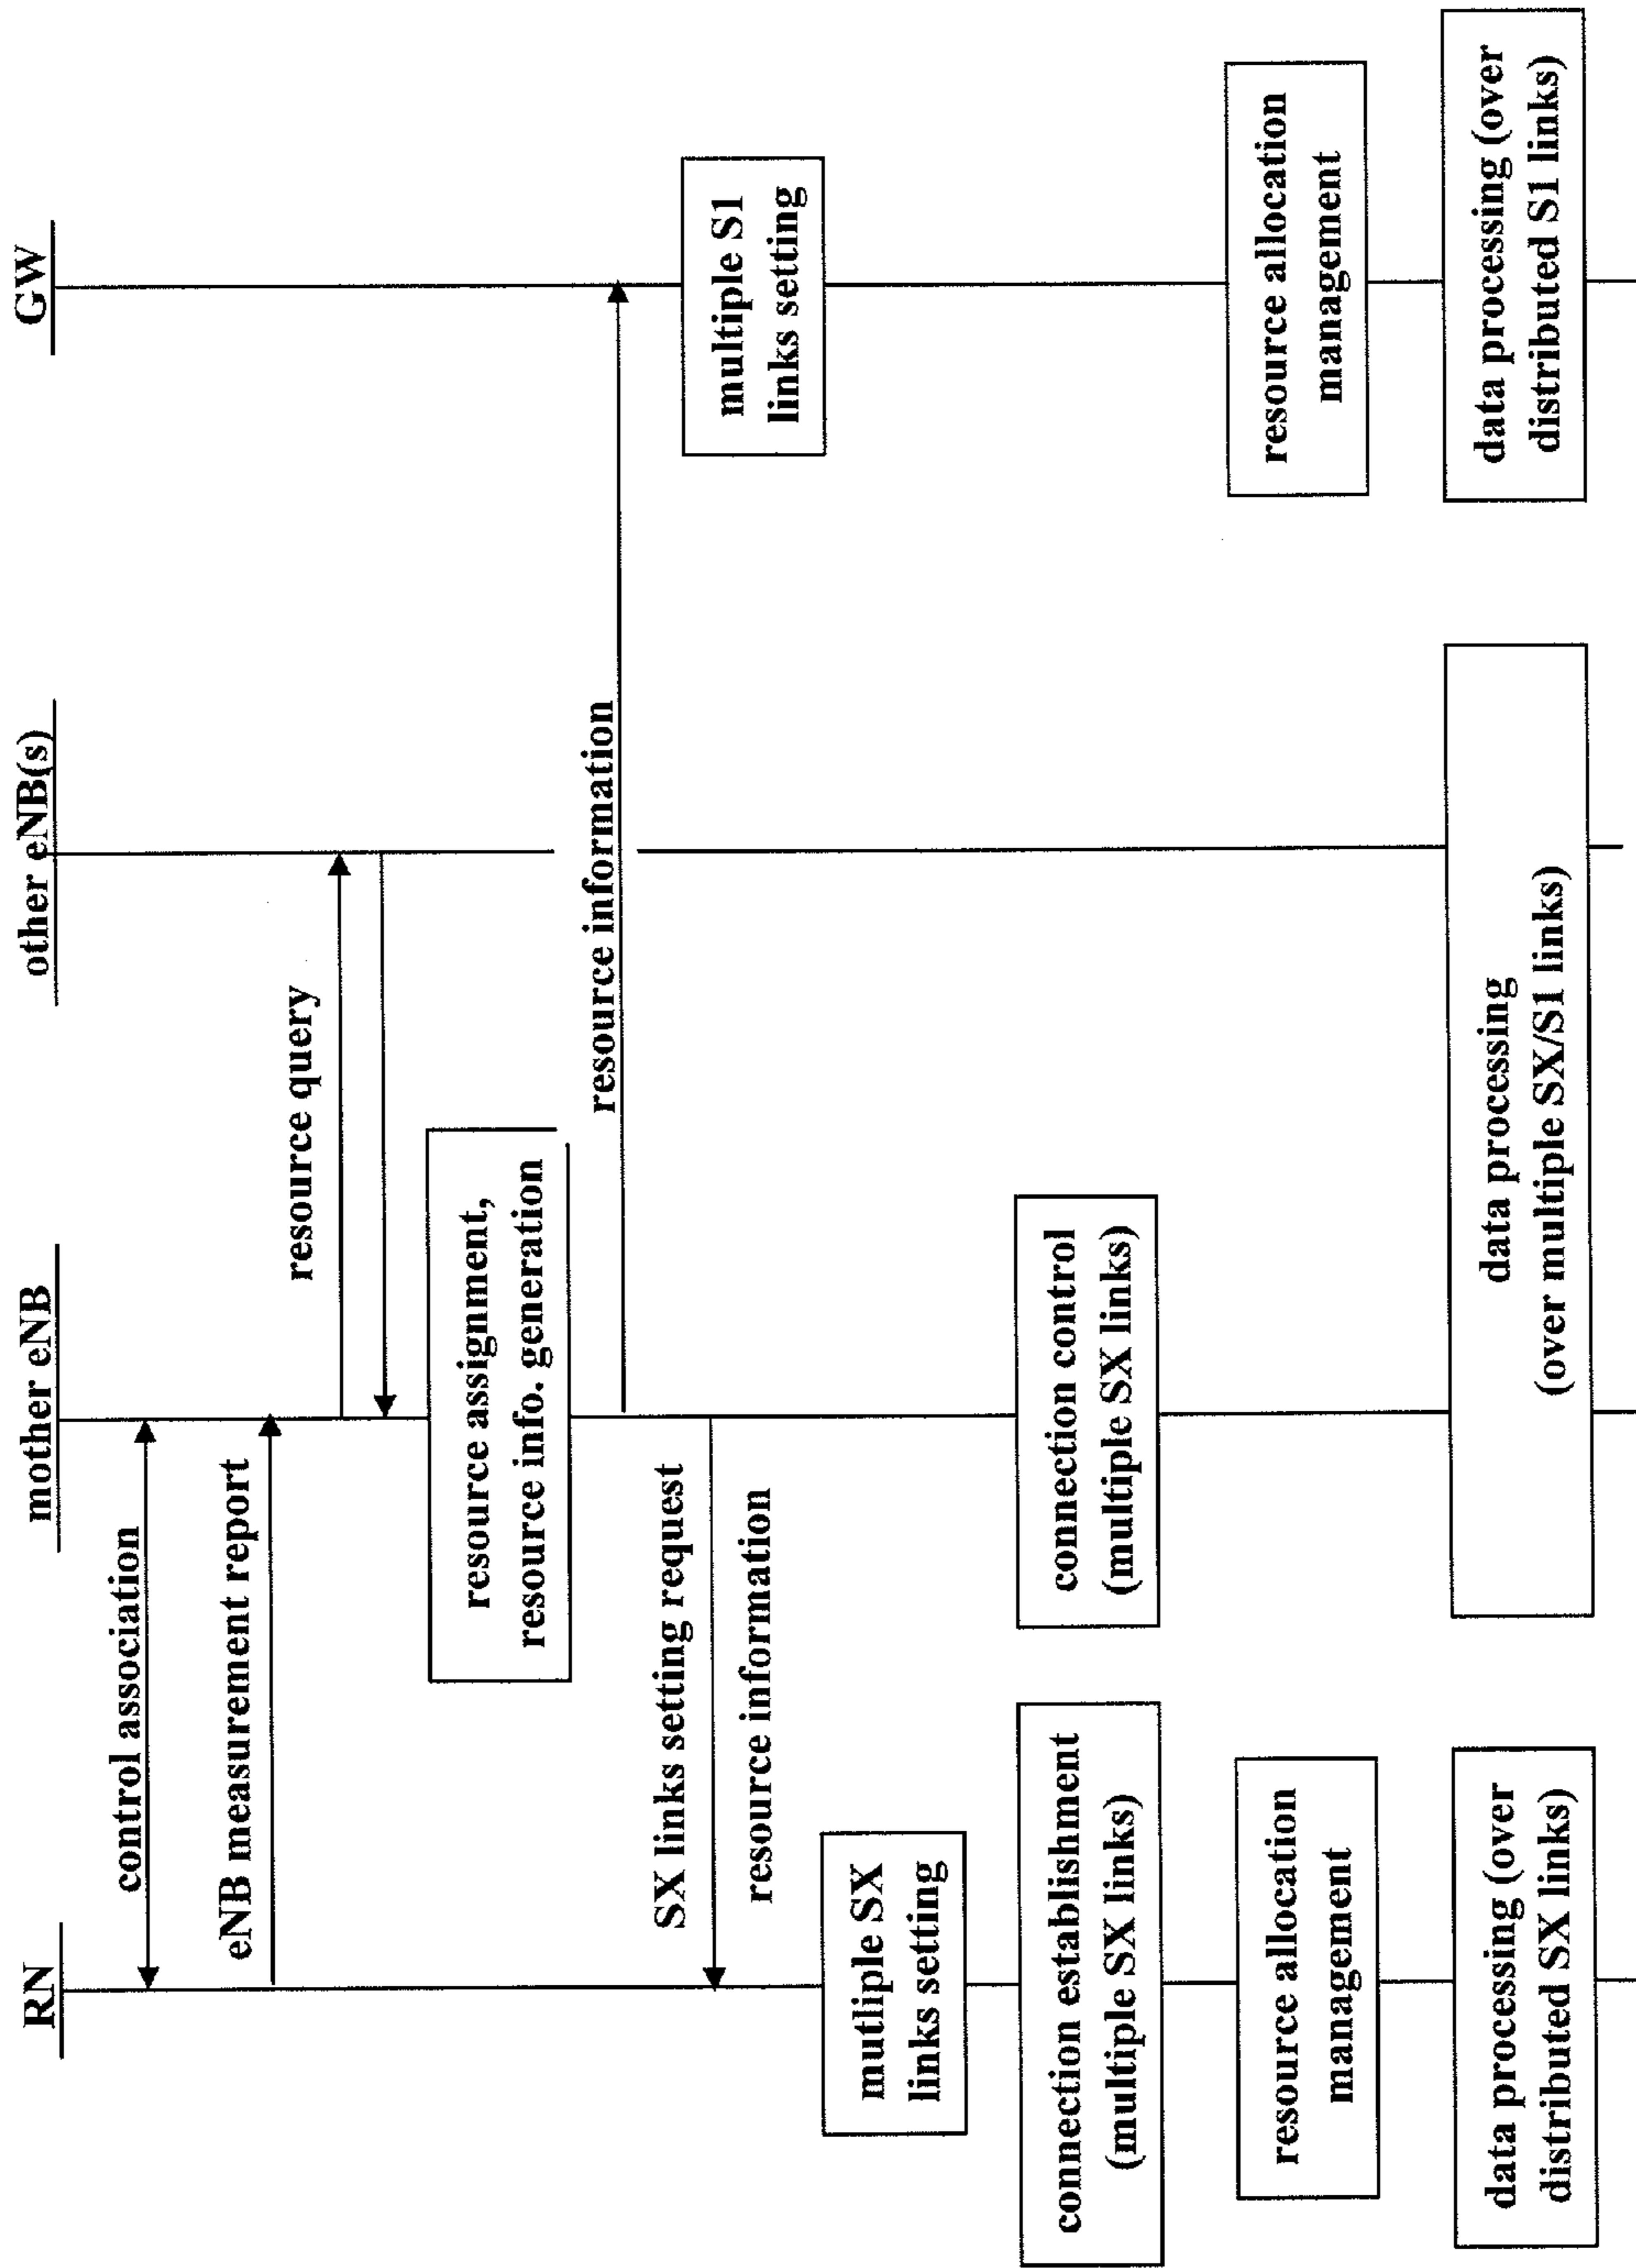 RN
mother eNB
other eNB(s)
GW
control association
eNB measurement report
resource query
resource assignment,
resource info. generation
resource information
SX links setting request
resource information
multiple S1
links setting
mutliple SX
links setting
connection establishment
(multiple SX links)
connection control
(multiple SX links)
resource allocation
management
resource allocation
management
data processing (over
distributed SX links)
data processing
(over multiple SX/S1 links)
data processing (over
distributed S1 links)